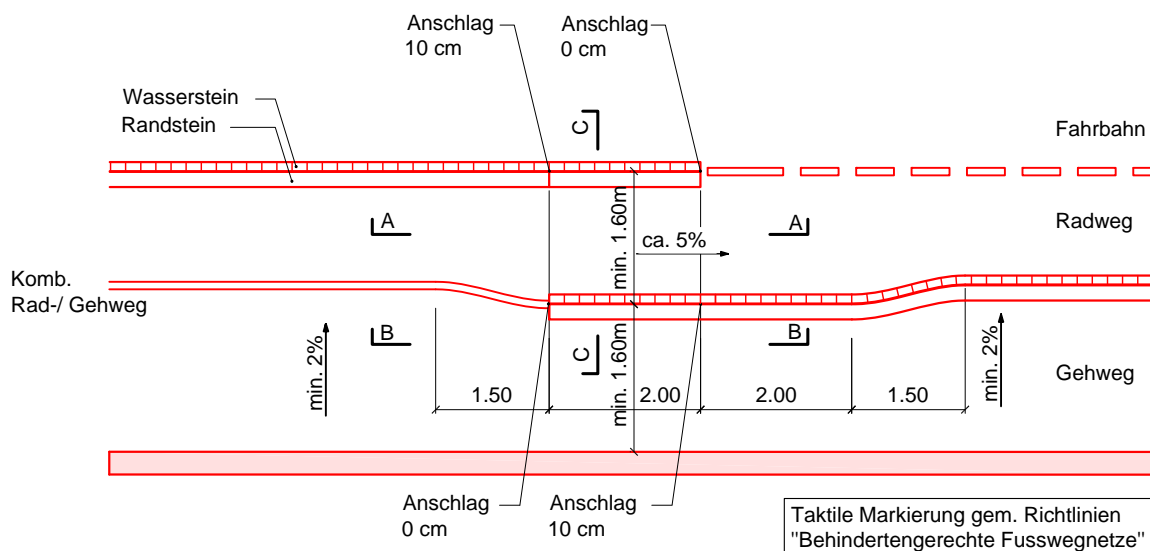 Anschlag
10 cm
Anschlag
0 cm
Wasserstein
Randstein
C
Fahrbahn
A
A
Radweg
min. 1.60m
ca. 5%
Komb.
Rad-/ Gehweg
B
B
C
min. 2%
min. 1.60m
min. 2%
Gehweg
1.50
2.00
2.00
1.50
Anschlag
0 cm
Anschlag
10 cm
Taktile Markierung gem. Richtlinien
"Behindertengerechte Fusswegnetze"